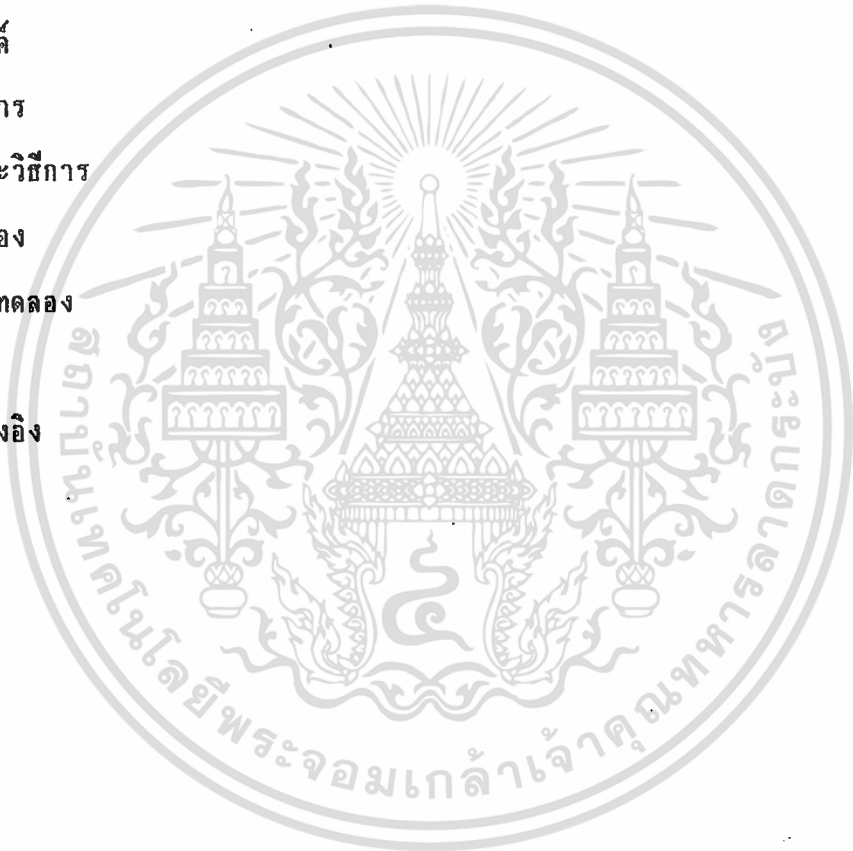 ค์
าร
ะวิธีการ
อง
ทดลอง
งอิง
สถาบันเทคโนโลยีพระจอมเกล้าเจ้าคุณทหารลาดกระบัง
๔